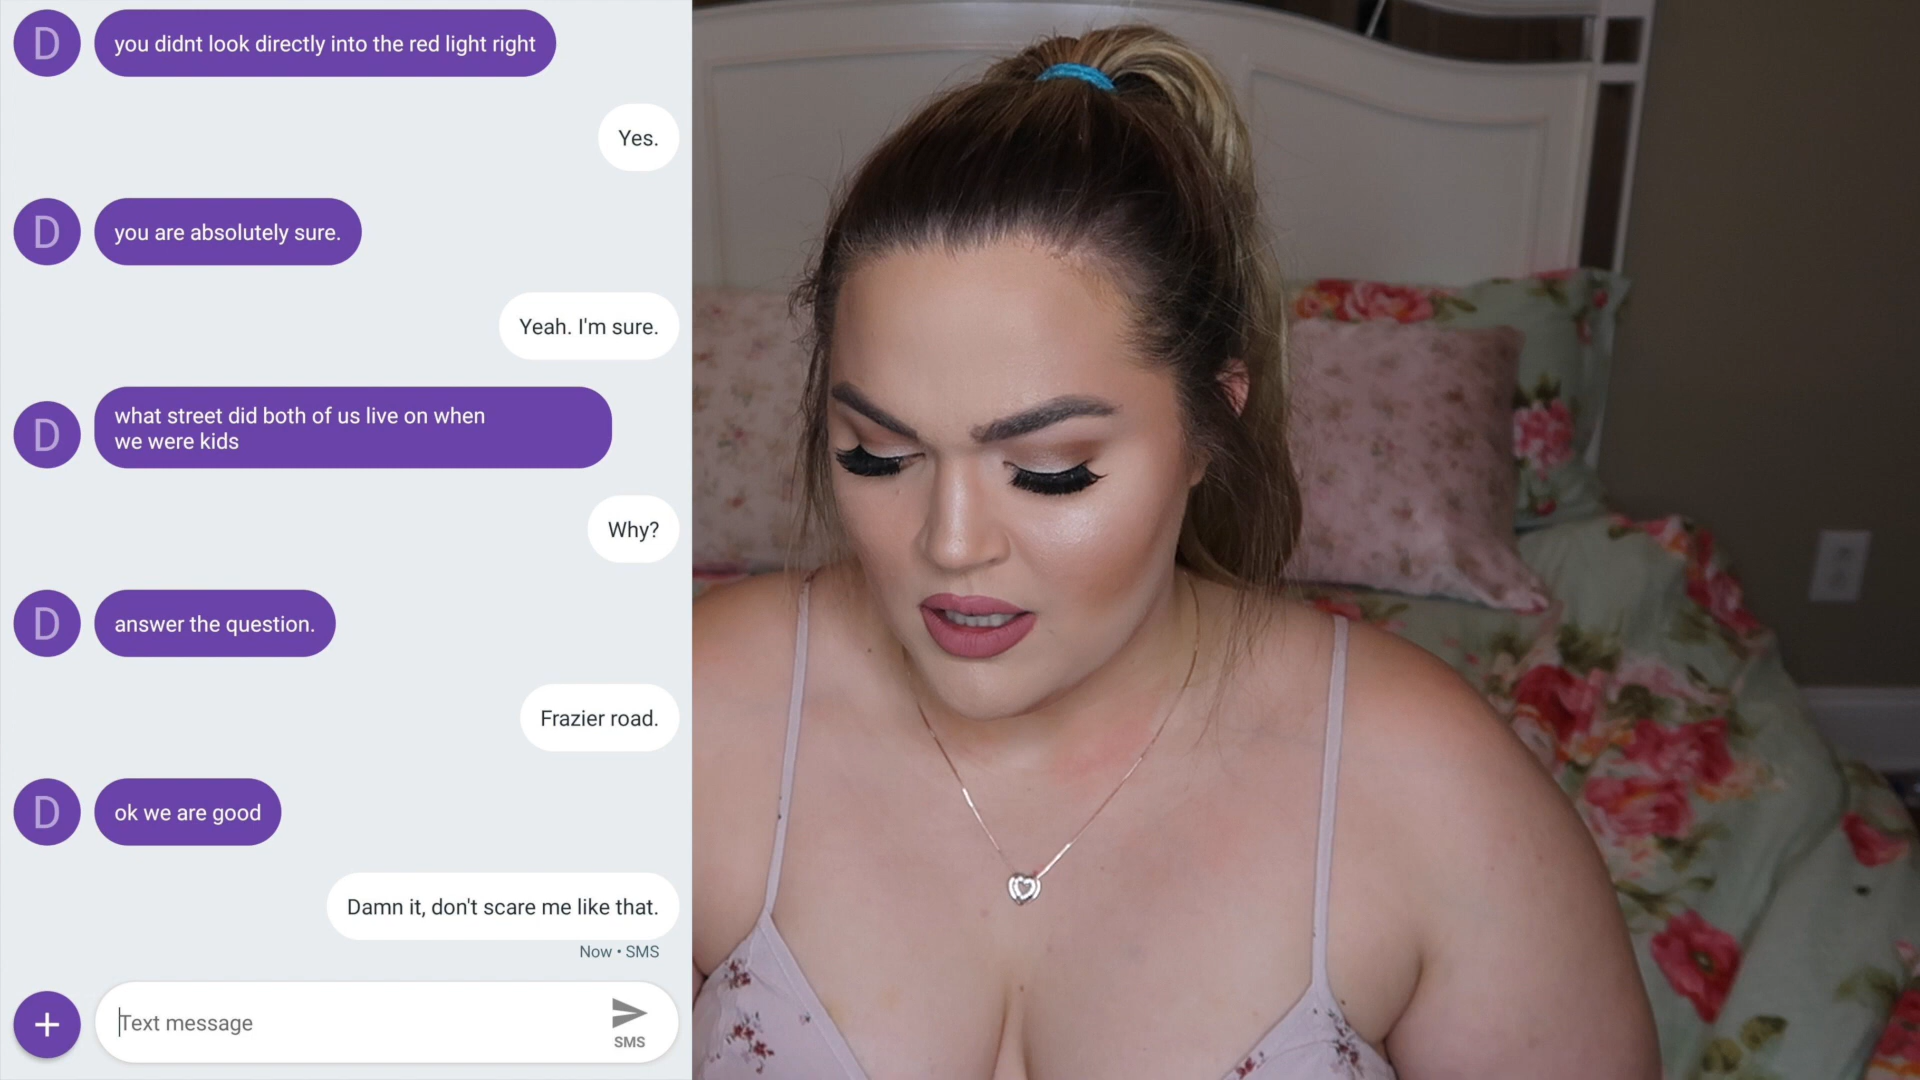 D
you didnt look directly into the red light right
Yes.
D
you are absolutely sure.
Yeah. I'm sure.
D
what street did both of us live on when
we were kids
Why?
D
answer the question.
Frazier road.
D
ok we are good
Damn it, don't scare me like that.
Now • SMS
+
Text message
SMS